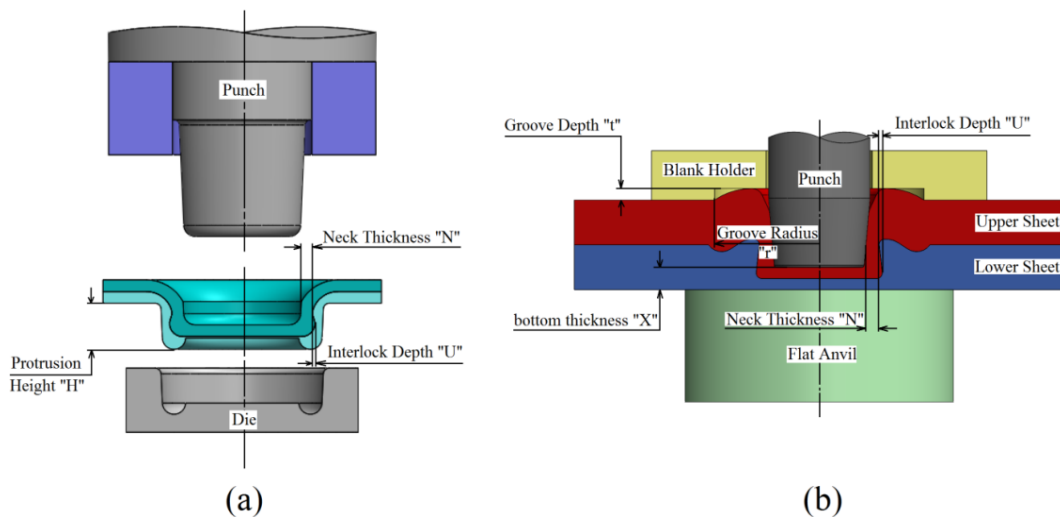 Punch
Neck Thickness "N"
Protrusion
Height "H"
Interlock Depth "U"
Die
(a)
Groove Depth "t"
Interlock Depth "U"
Blank Holder
Punch
Upper Sheet
Groove Radius
"r"
Lower Sheet
bottom thickness "X"
Neck Thickness "N"
Flat Anvil
(b)